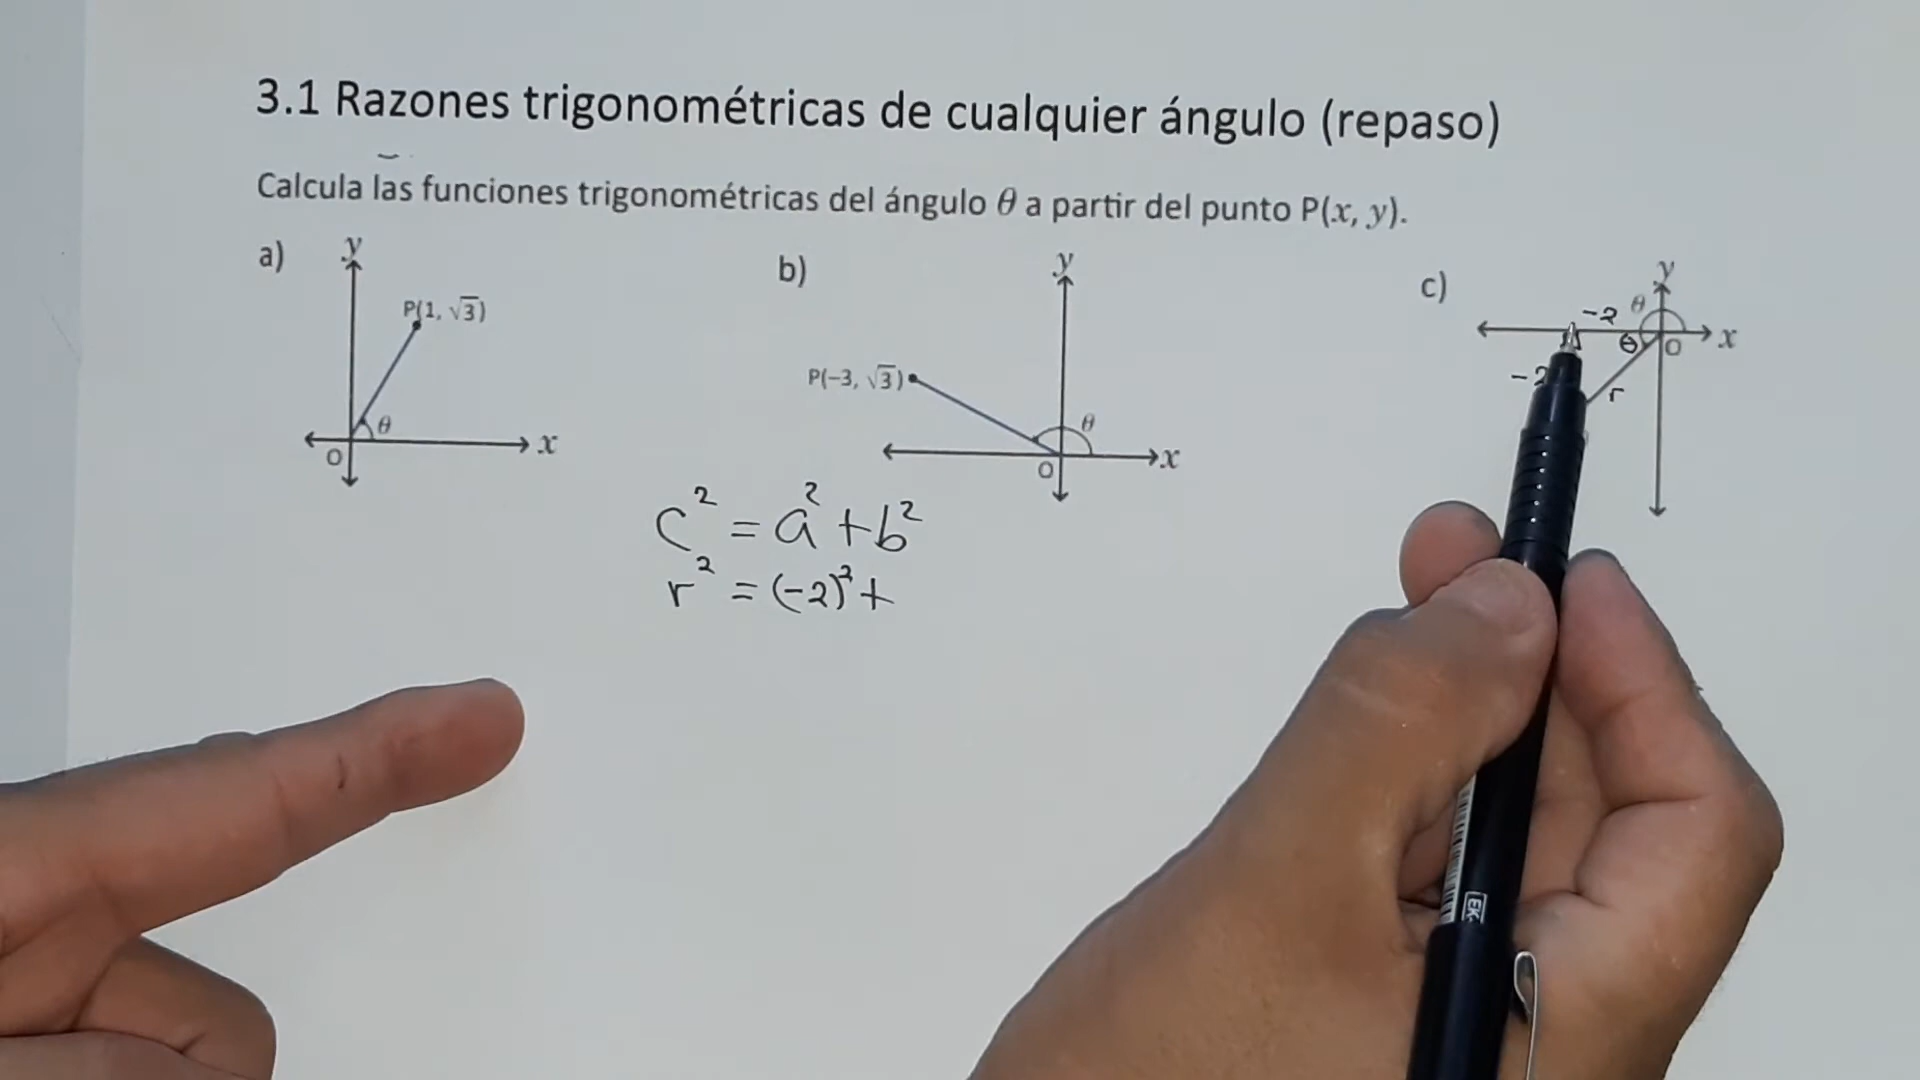 3.1 Razones trigonométricas de cualquier ángulo (repaso)
Calcula las funciones trigonométricas del ángulo θ a partir del punto P(x, y).
a)
y
P(1, √3)
θ
O
x
b)
y
P(−3, √3)
θ
O
x
c)
y
-2
θ
x
θ
O
-2
r
c² = a² + b²
r² = (-2)² +
EK